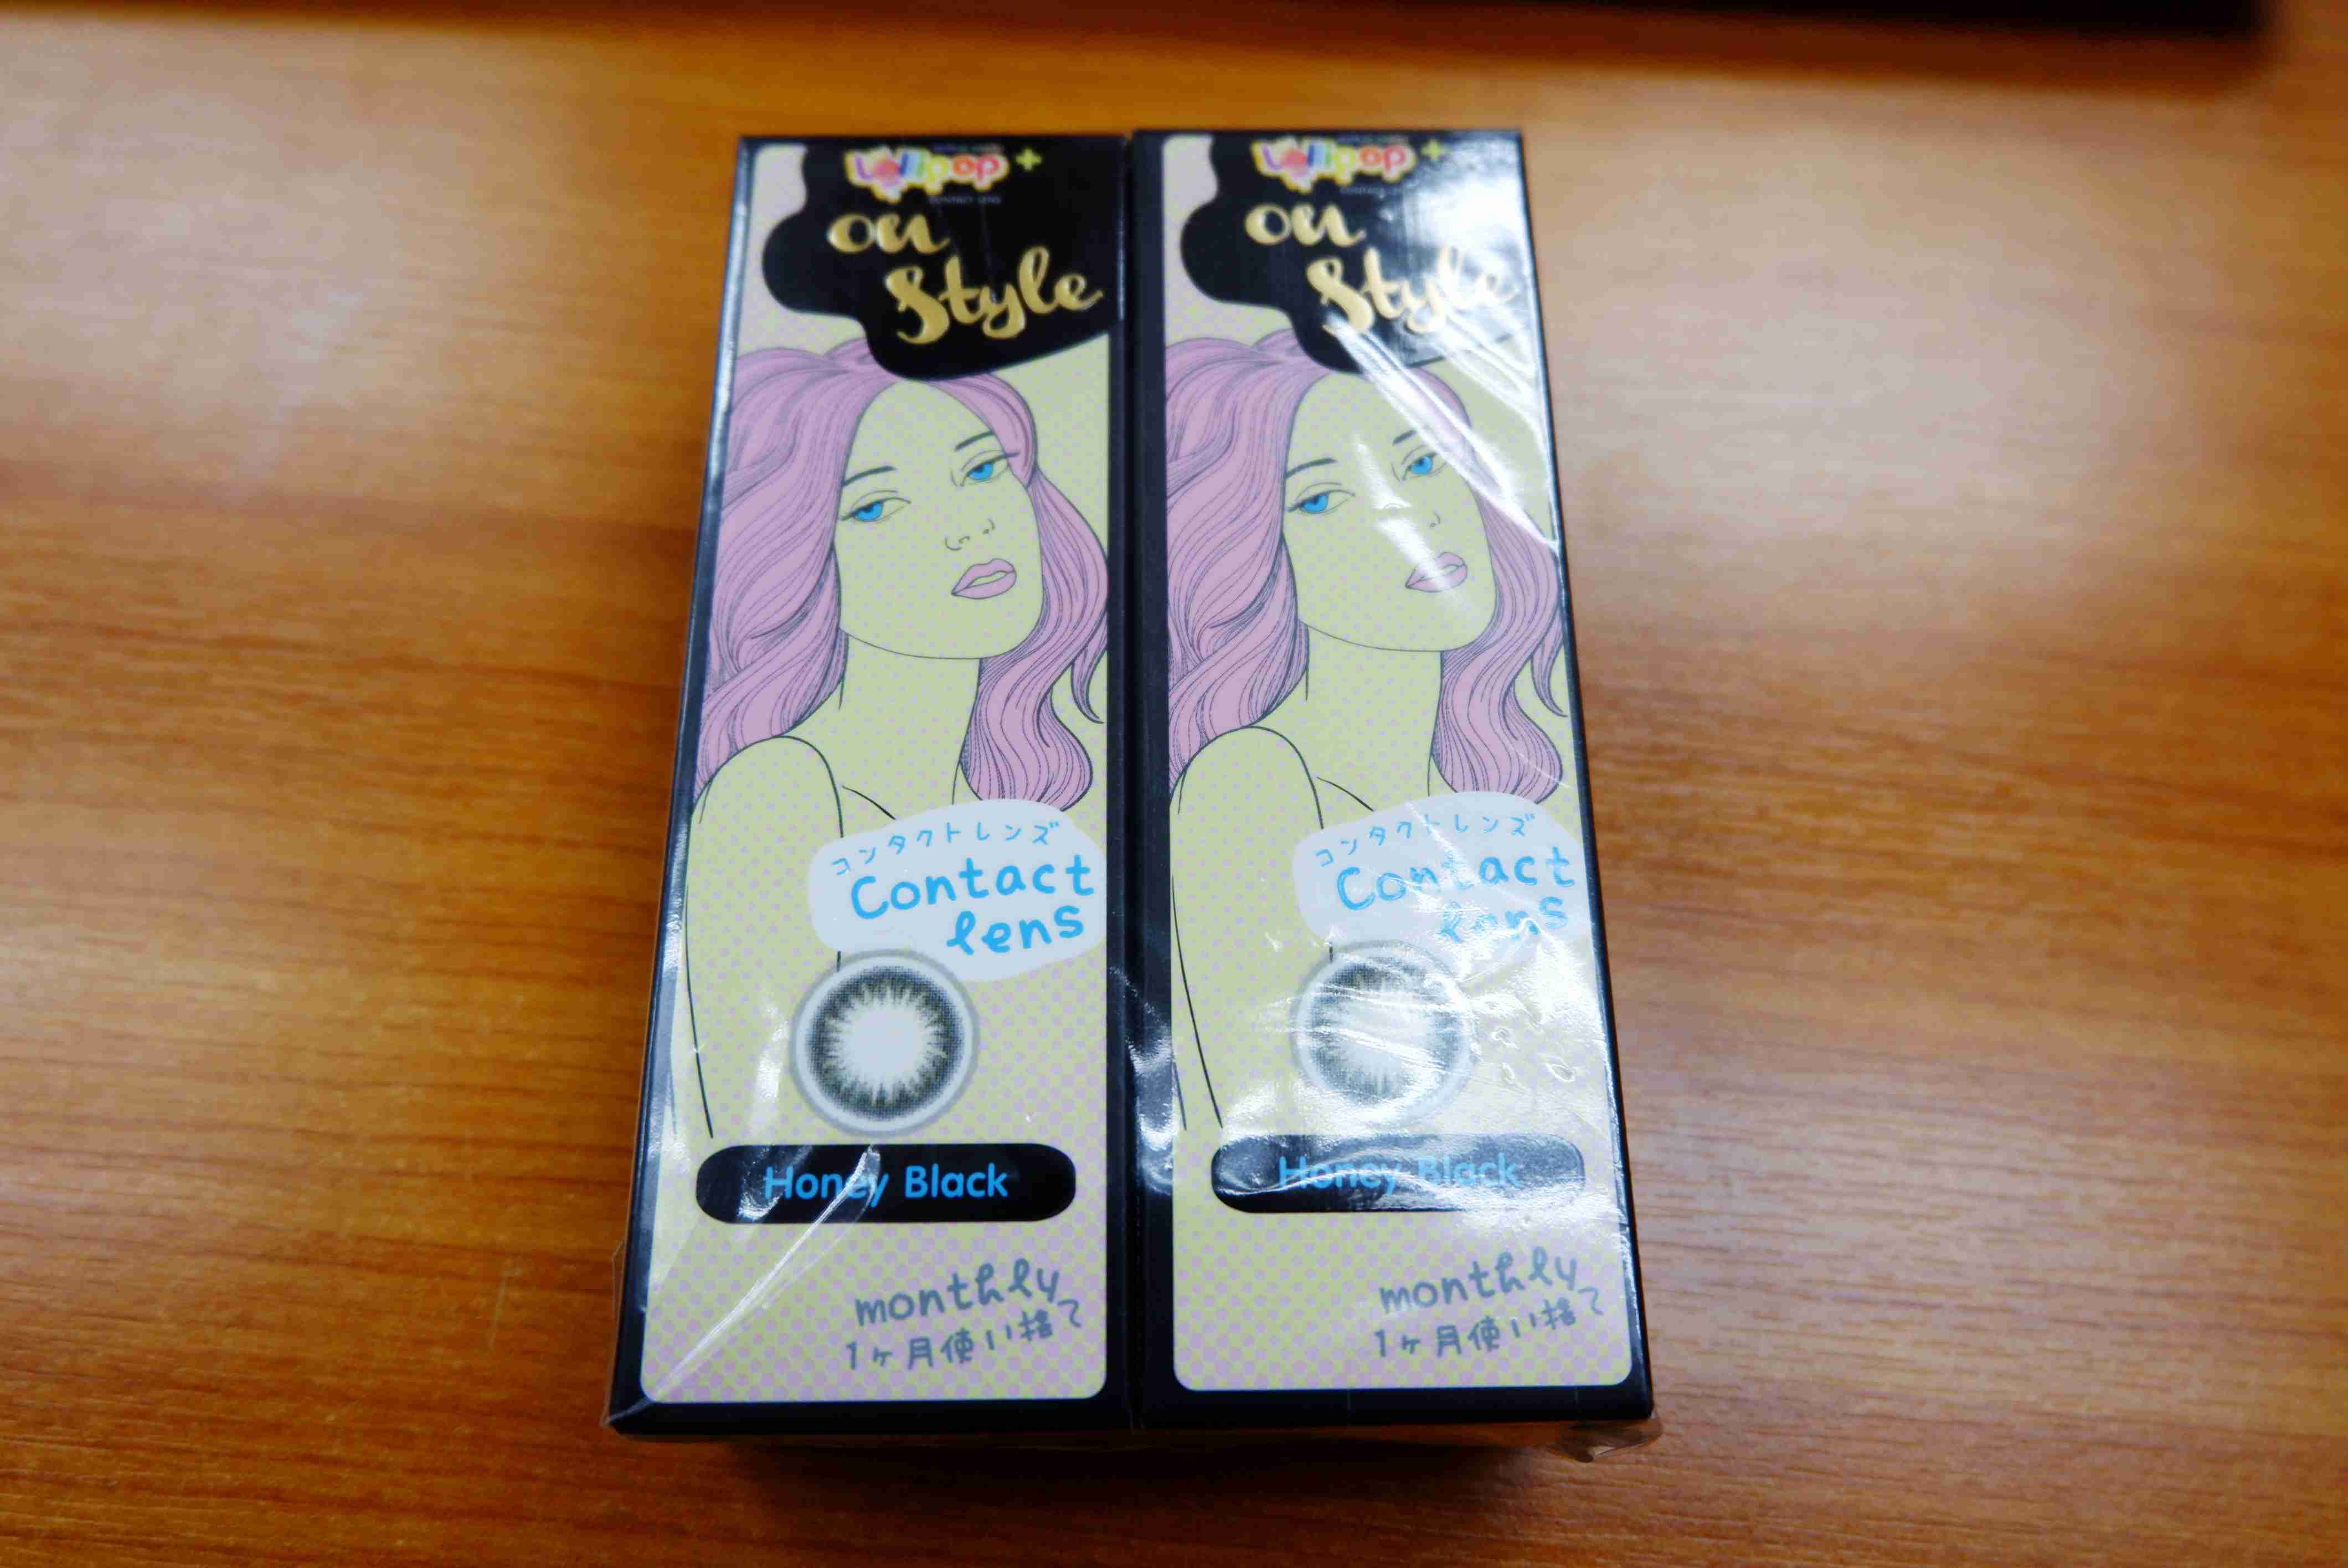 Lollipop +
on
Style
コンタクトレンズ
Contact
lens
Honey Black
monthly
1ヶ月使い捨て
Lollipop +
on
Style
コンタクトレンズ
Contact
lens
Honey Black
monthly
1ヶ月使い捨て